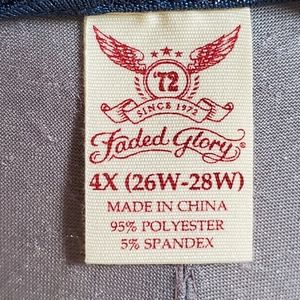 '72
SINCE 1972
Faded Glory®
4X (26W-28W)
MADE IN CHINA
95% POLYESTER
5% SPANDEX